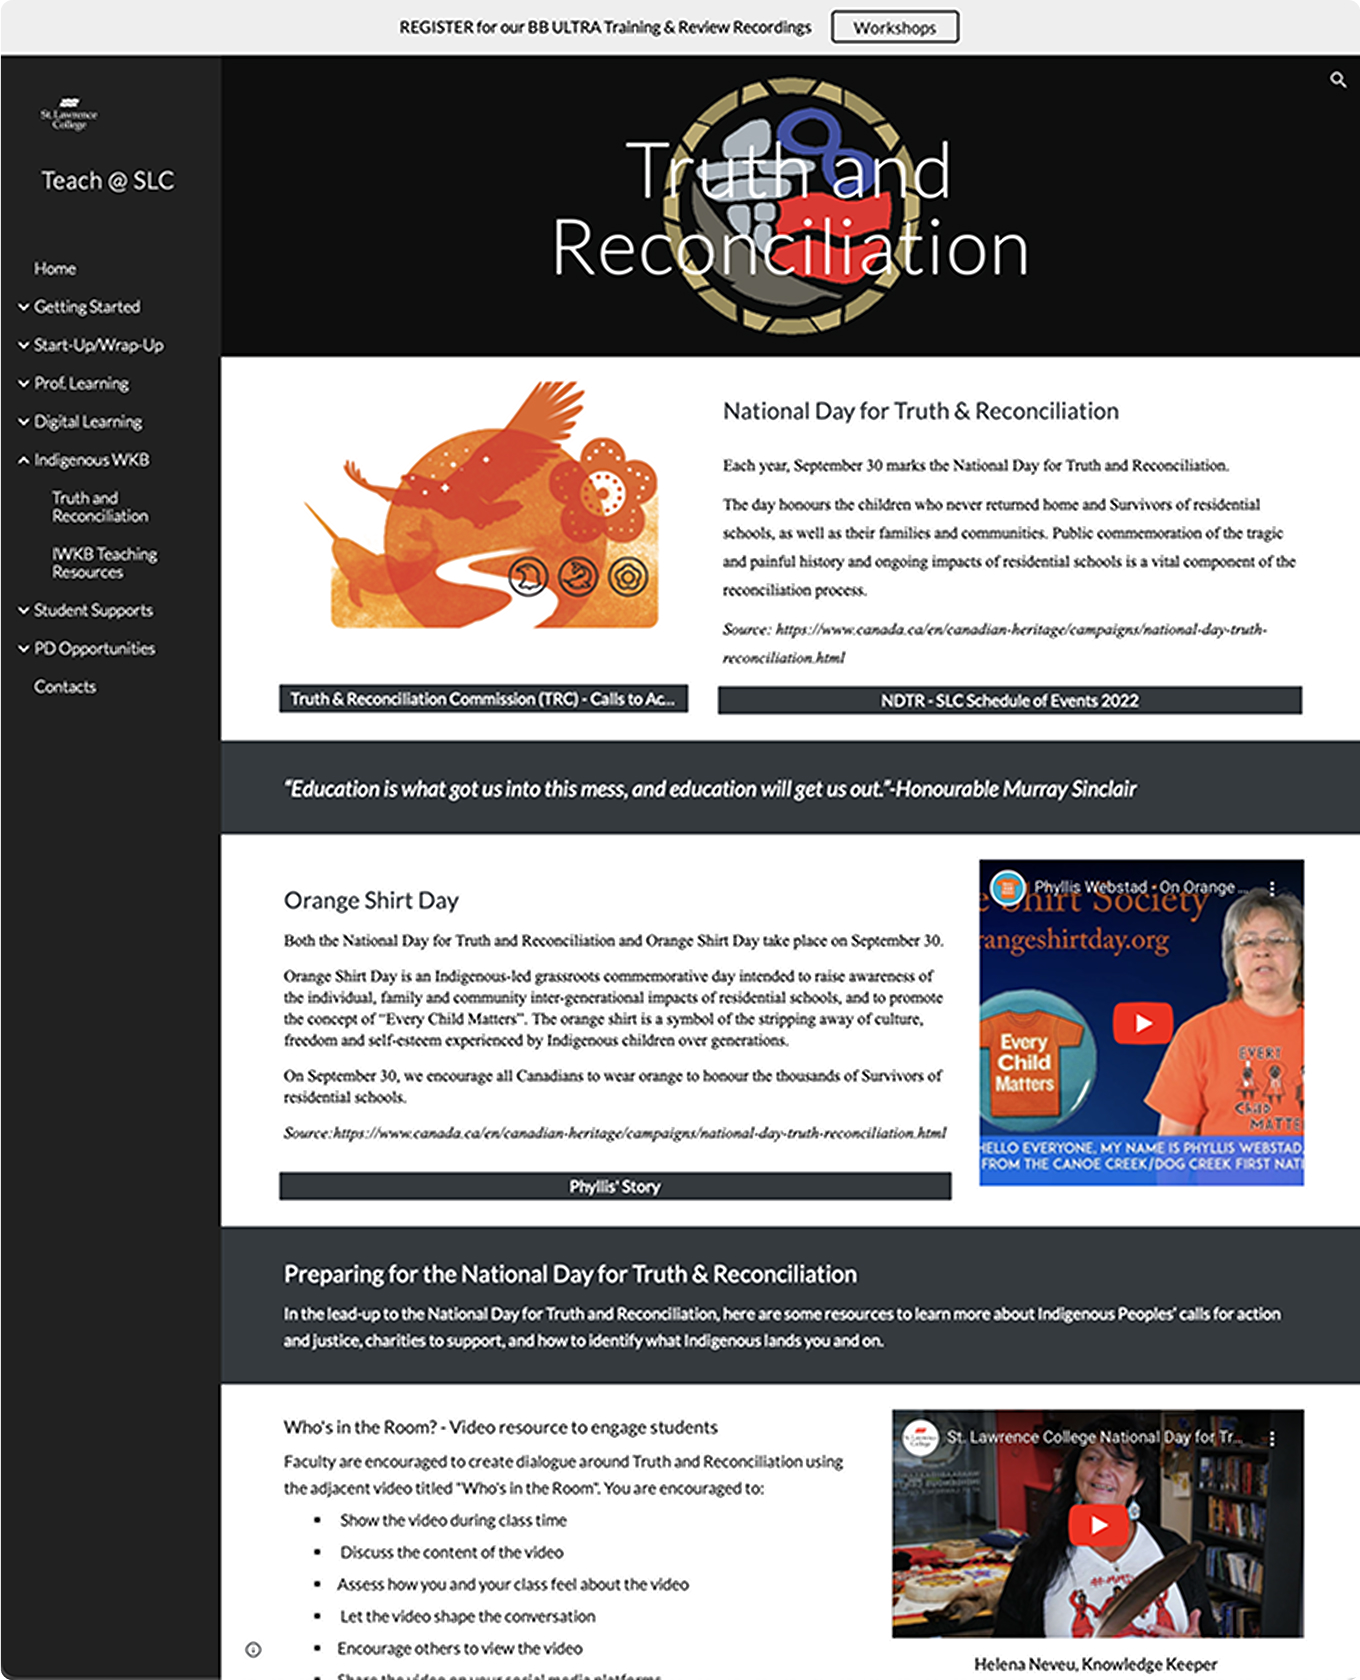 REGISTER for our BB ULTRA Training & Review Recordings
Workshops
St. Lawrence
College
Teach @ SLC
Home
Getting Started
Start-Up/Wrap-Up
Prof. Learning
Digital Learning
Indigenous WKB
Truth and
Reconciliation
IWKB Teaching
Resources
Student Supports
PD Opportunities
Contacts
Truth and
Reconciliation
National Day for Truth & Reconciliation
Each year, September 30 marks the National Day for Truth and Reconciliation.
The day honours the children who never returned home and Survivors of residential
schools, as well as their families and communities. Public commemoration of the tragic
and painful history and ongoing impacts of residential schools is a vital component of the
reconciliation process.
Source: https://www.canada.ca/en/canadian-heritage/campaigns/national-day-truth-
reconciliation.html
Truth & Reconciliation Commission (TRC) - Calls to Ac...
NDTR - SLC Schedule of Events 2022
"Education is what got us into this mess, and education will get us out."-Honourable Murray Sinclair
Orange Shirt Day
Both the National Day for Truth and Reconciliation and Orange Shirt Day take place on September 30.
Orange Shirt Day is an Indigenous-led grassroots commemorative day intended to raise awareness of
the individual, family and community inter-generational impacts of residential schools, and to promote
the concept of “Every Child Matters”. The orange shirt is a symbol of the stripping away of culture,
freedom and self-esteem experienced by Indigenous children over generations.
On September 30, we encourage all Canadians to wear orange to honour the thousands of Survivors of
residential schools.
Source:https://www.canada.ca/en/canadian-heritage/campaigns/national-day-truth-reconciliation.html
Phyllis' Story
Phyllis Webstad - On Orange ...
e Shirt Society
rangeshirtday.org
Every
Child
Matters
EVERY
Child
MATTE
HELLO EVERYONE, MY NAME IS PHYLLIS WEBSTAD,
FROM THE CANOE CREEK/DOG CREEK FIRST NATI
Preparing for the National Day for Truth & Reconciliation
In the lead-up to the National Day for Truth and Reconciliation, here are some resources to learn more about Indigenous Peoples' calls for action
and justice, charities to support, and how to identify what Indigenous lands you and on.
Who's in the Room? - Video resource to engage students
Faculty are encouraged to create dialogue around Truth and Reconciliation using
the adjacent video titled "Who's in the Room". You are encouraged to:
▪ Show the video during class time
▪ Discuss the content of the video
▪ Assess how you and your class feel about the video
▪ Let the video shape the conversation
▪ Encourage others to view the video
▪ Share the video on your social media platforms
St. Lawrence College National Day for Tr...
Helena Neveu, Knowledge Keeper